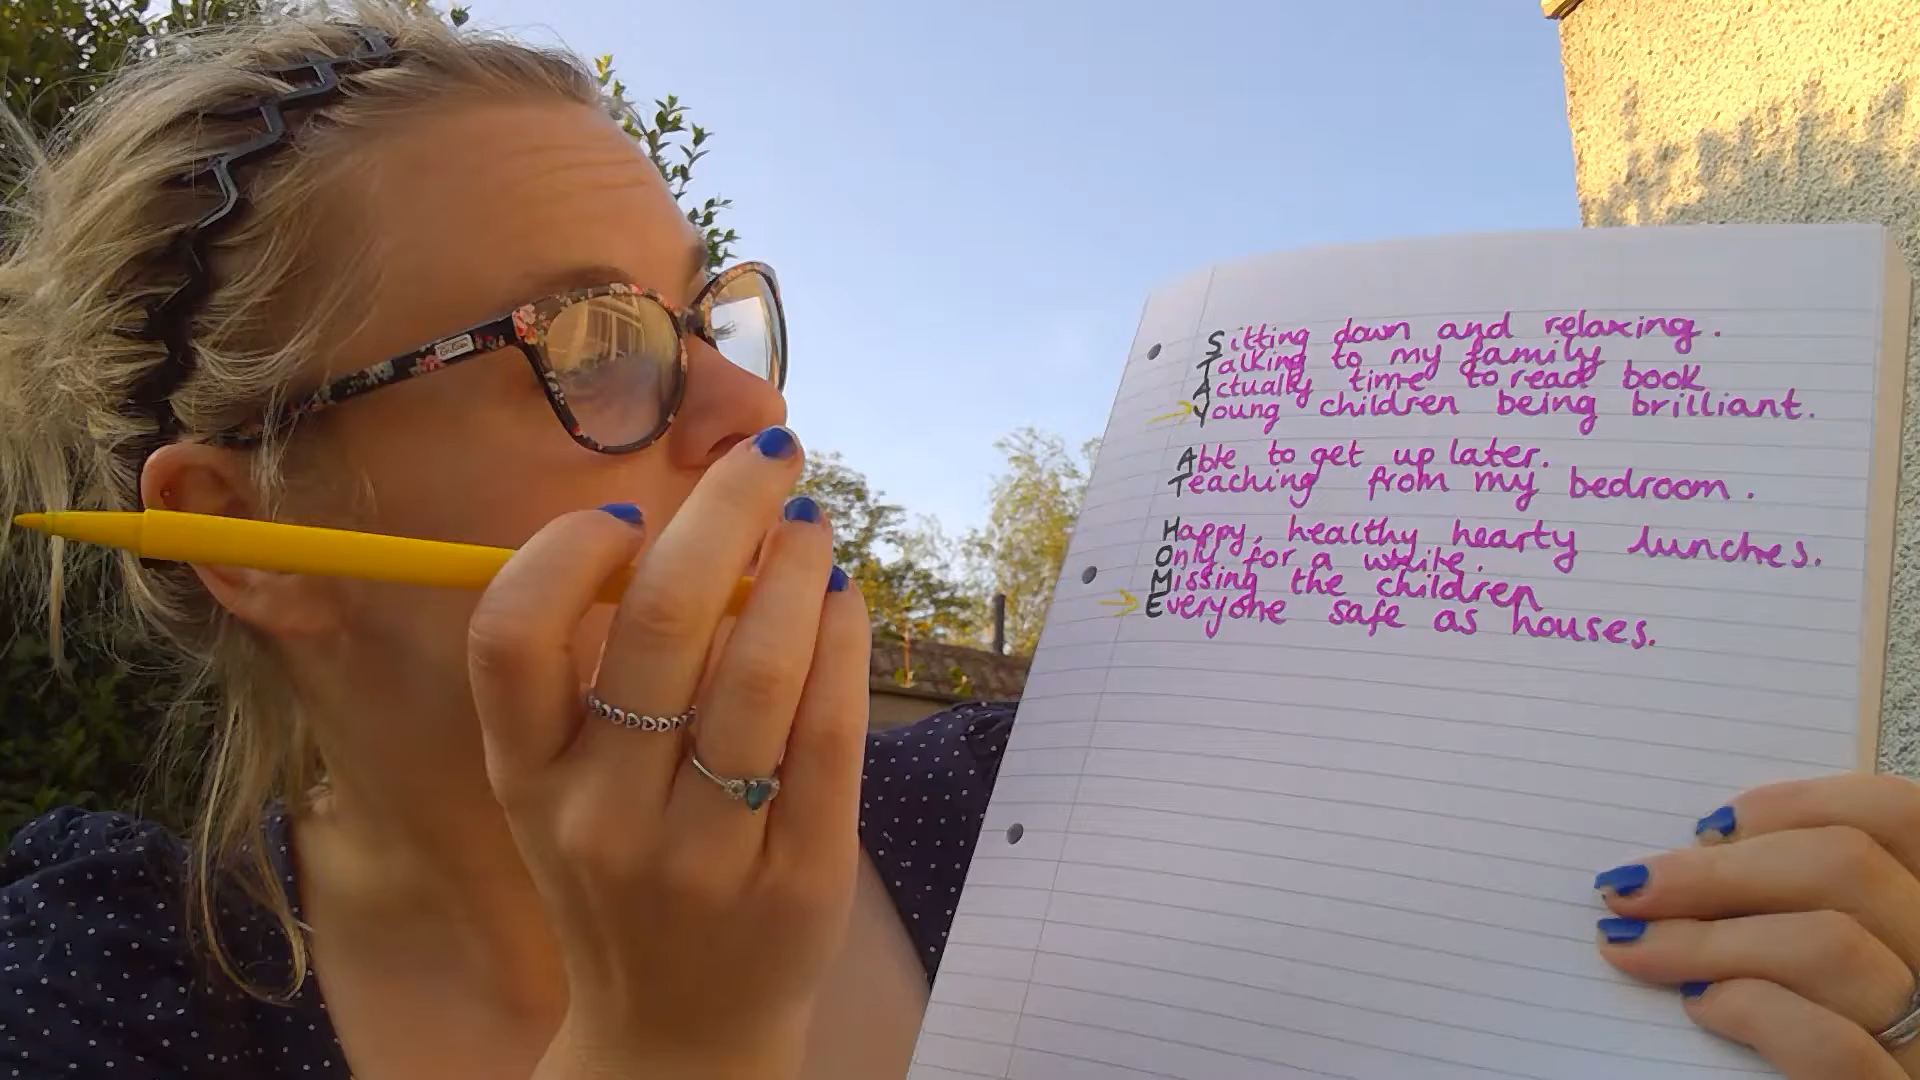 Sitting down and relaxing.
Talking to my family
Actually time to read book
Young children being brilliant.
Able to get up later.
Teaching from my bedroom.
Happy, healthy hearty lunches.
Only for a while.
Missing the children
Everyone safe as houses.